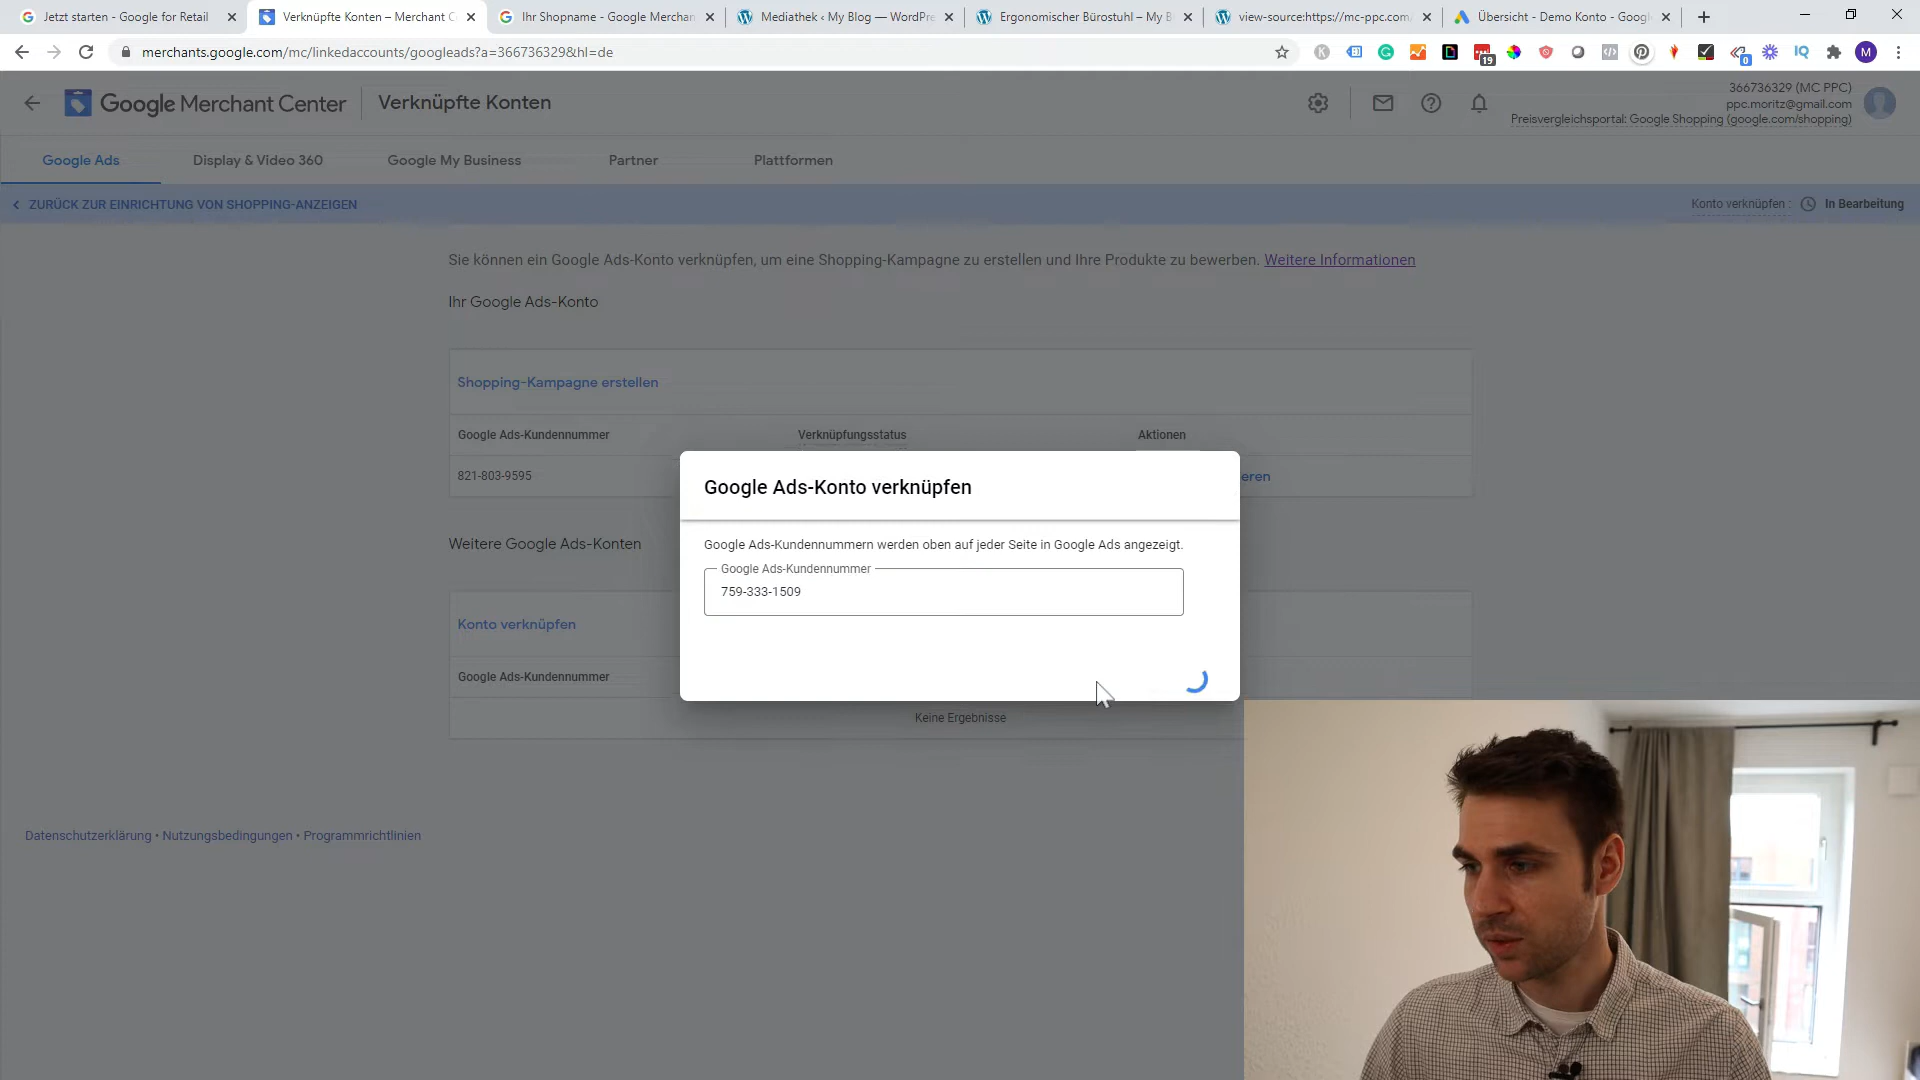 Jetzt starten - Google for Retail
Verknüpfte Konten – Merchant C
Ihr Shopname - Google Merchan
Mediathek ‹ My Blog — WordPre
Ergonomischer Bürostuhl – My B
view-source:https://mc-ppc.com
Übersicht - Demo Konto - Googl
merchants.google.com/mc/linkedaccounts/googleads?a=366736329&hl=de
19
0
IQ
M
Google Merchant Center
Verknüpfte Konten
366736329 (MC PPC)
ppc.moritz@gmail.com
Preisvergleichsportal: Google Shopping (google.com/shopping)
Google Ads
Display & Video 360
Google My Business
Partner
Plattformen
ZURÜCK ZUR EINRICHTUNG VON SHOPPING-ANZEIGEN
Konto verknüpfen : In Bearbeitung
Sie können ein Google Ads-Konto verknüpfen, um eine Shopping-Kampagne zu erstellen und Ihre Produkte zu bewerben. Weitere Informationen
Ihr Google Ads-Konto
Shopping-Kampagne erstellen
Google Ads-Kundennummer
Verknüpfungsstatus
Aktionen
821-803-9595
eren
Google Ads-Konto verknüpfen
Google Ads-Kundennummern werden oben auf jeder Seite in Google Ads angezeigt.
Google Ads-Kundennummer
759-333-1509
Weitere Google Ads-Konten
Konto verknüpfen
Google Ads-Kundennummer
Keine Ergebnisse
Datenschutzerklärung • Nutzungsbedingungen • Programmrichtlinien